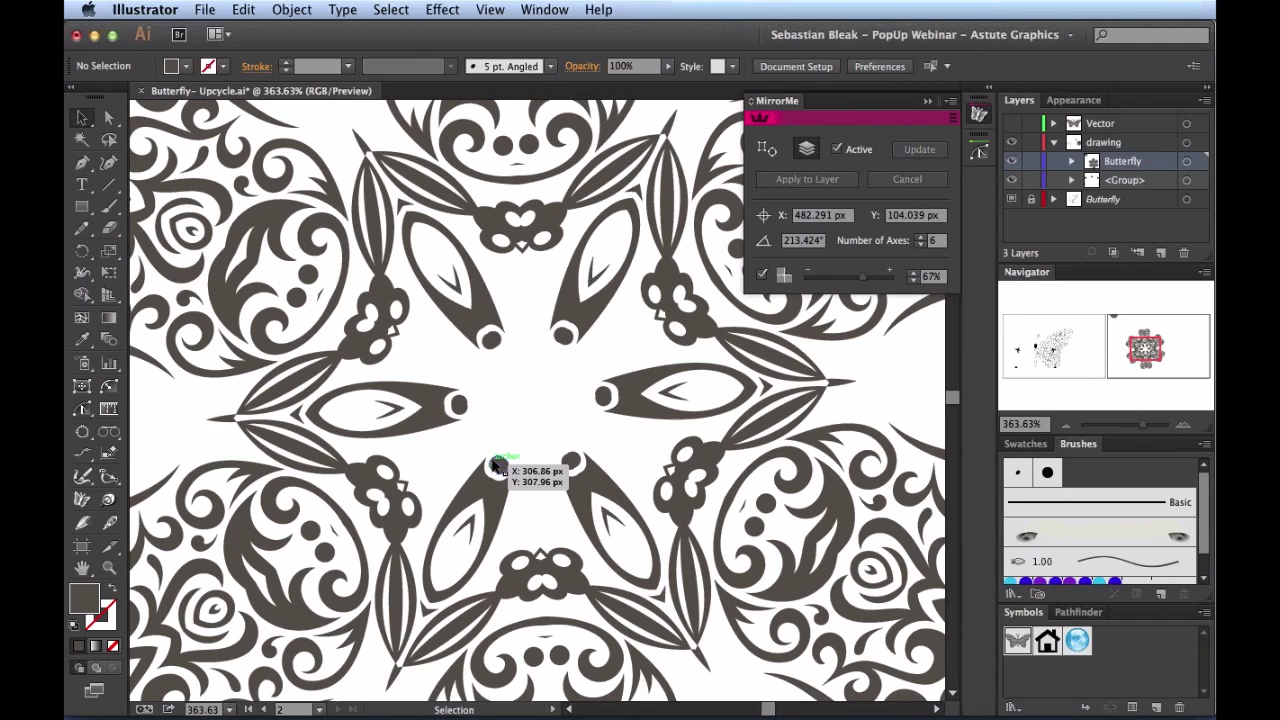 Illustrator File Edit Object Type Select Effect View Window Help
Ai Br Sebastian Bleak – PopUp Webinar – Astute Graphics
No Selection Stroke: 5 pt. Angled Opacity: 100% Style: Document Setup Preferences
Butterfly- Upcycle.ai* @ 363.63% (RGB/Preview)
MirrorMe
Active Update
Apply to Layer Cancel
X: 482.291 px Y: 104.039 px
213.424° Number of Axes: 6
67%
Layers Appearance
Vector
drawing
Butterfly
<Group>
Butterfly
3 Layers
Navigator
363.63%
Swatches Brushes
Basic
1.00
Symbols Pathfinder
anchor
X: 306.86 px
Y: 307.96 px
363.63 2 Selection